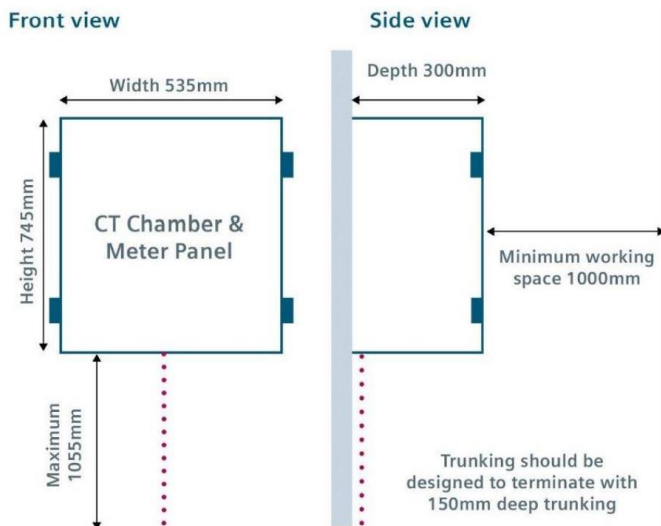 Front view
Side view
Width 535mm
Depth 300mm
Height 745mm
CT Chamber &
Meter Panel
Minimum working
space 1000mm
Maximum
1055mm
Trunking should be
designed to terminate with
150mm deep trunking